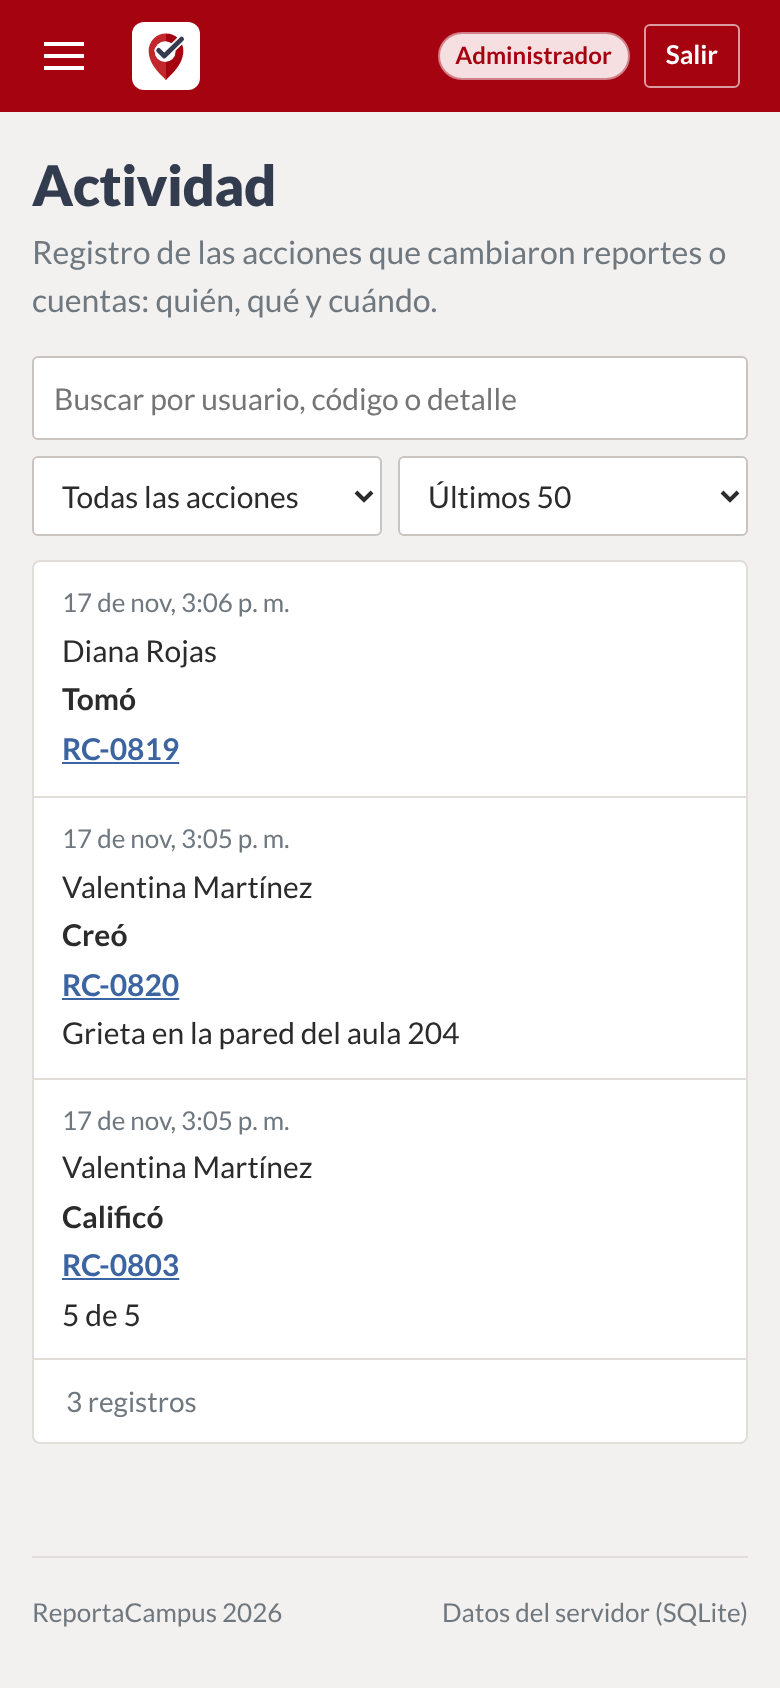 Administrador
Salir
Actividad
Registro de las acciones que cambiaron reportes o
cuentas: quién, qué y cuándo.
Buscar por usuario, código o detalle
Todas las acciones
Últimos 50
17 de nov, 3:06 p. m.
Diana Rojas
Tomó
RC-0819
17 de nov, 3:05 p. m.
Valentina Martínez
Creó
RC-0820
Grieta en la pared del aula 204
17 de nov, 3:05 p. m.
Valentina Martínez
Calificó
RC-0803
5 de 5
3 registros
ReportaCampus 2026
Datos del servidor (SQLite)